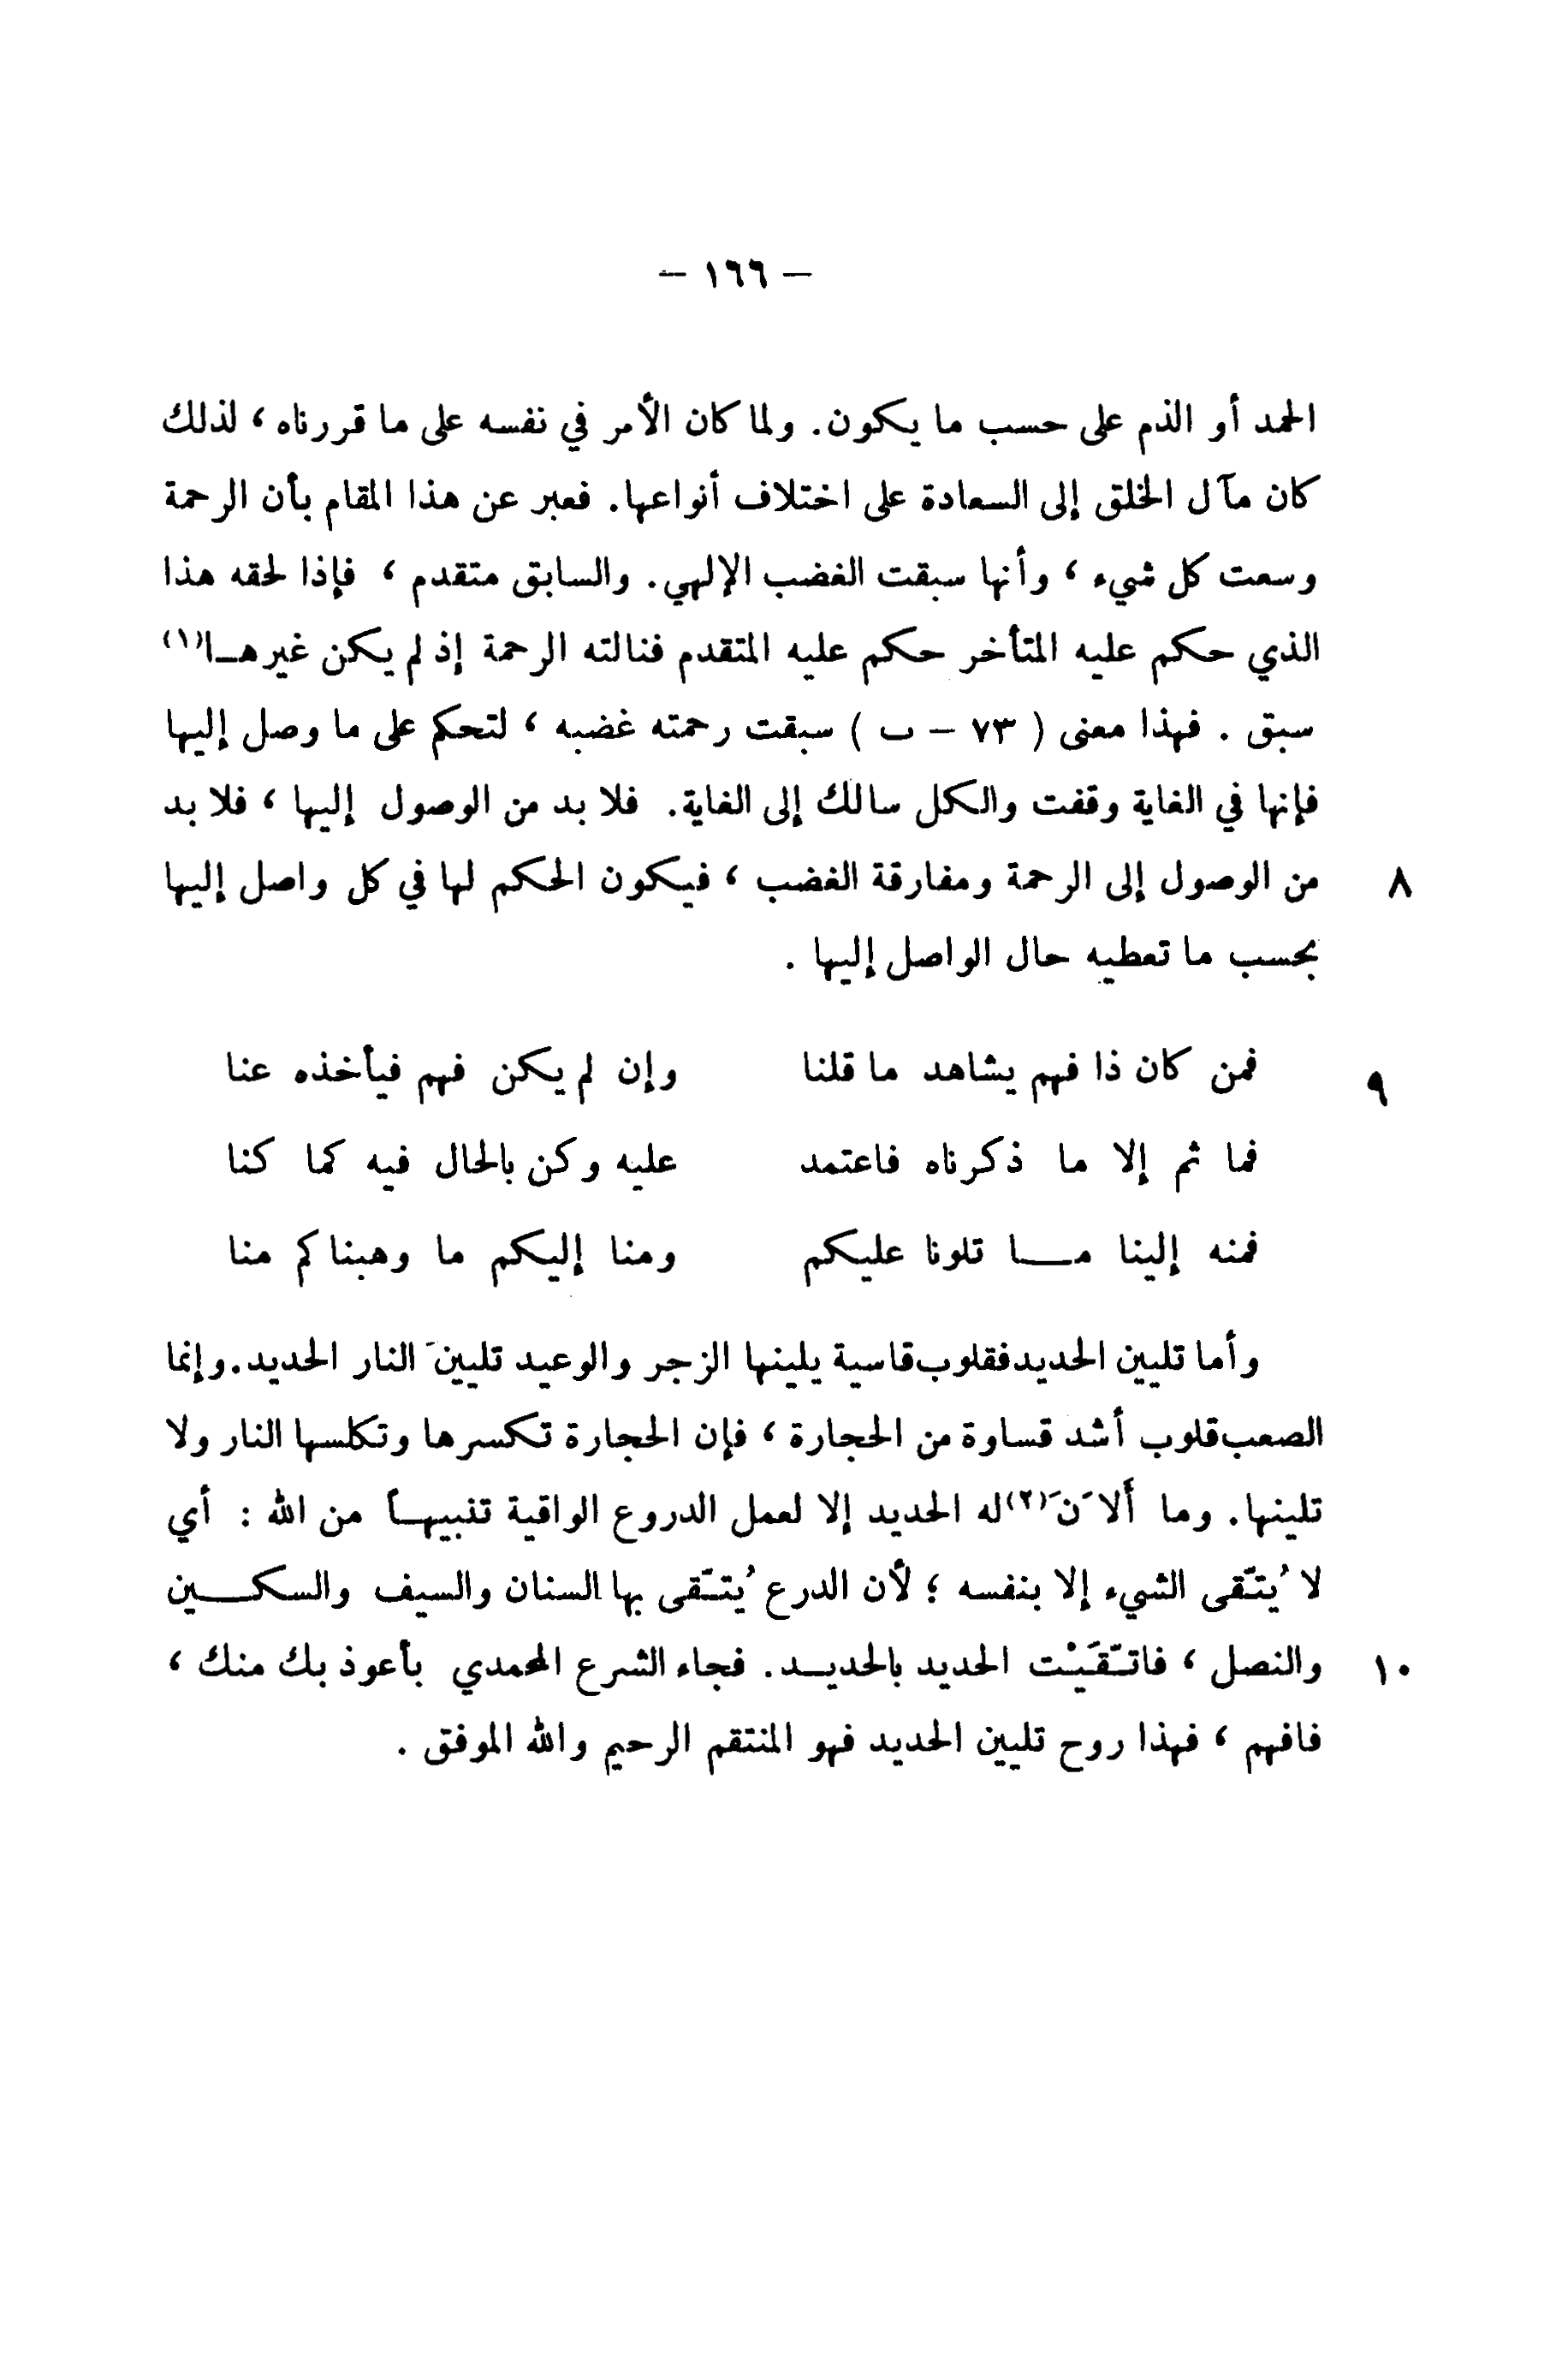 – ١٦٦ –
الحمد أو الذم على حسب ما يكون. ولما كان الأمر في نفسه على ما قررناه ، لذلك
كان مآل الخلق إلى السعادة على اختلاف أنواعها. فعبر عن هذا المقام بأن الرحمة
وسعت كل شيء ، وأنها سبقت الغضب الإلهي. والسابق متقدم ، فإذا لحقه هذا
الذي حكم عليه المتأخر حكم عليه المتقدم فنالته الرحمة إذ لم يكن غيرهـا(١)
سبق . فهذا معنى ( ٧٣ – ب ) سبقت رحمته غضبه ، لتحكم على ما وصل إليها
فإنها في الغاية وقفت والكل سالك إلى الغاية. فلا بد من الوصول إليها ، فلا بد
٨ من الوصول إلى الرحمة ومفارقة الغضب ، فيكون الحكم لها في كل واصل إليها
بحسب ما تعطيه حال الواصل إليها .
٩ فمن كان ذا فهم يشاهد ما قلنا وإن لم يكن فهم فيأخذه عنا
فما ثم إلا ما ذكرناه فاعتمد عليه وكن بالحال فيه كما كنا
فمنه إلينا مـــا تلونا عليكم ومنا إليكم ما وهبناكم منا
وأما تليين الحديد فقلوب قاسية يلينها الزجر والوعيد تليينَ النار الحديد. وإنما
الصعب قلوب أشد قساوة من الحجارة ، فإن الحجارة تكسرها وتكلسها النار ولا
تلينها. وما أَلاَنَ(٢) له الحديد إلا لعمل الدروع الواقية تنبيهـاً من الله : أي
لا يُتَّقى الشيء إلا بنفسه ؛ لأن الدرع يُتَّقى بها السنان والسيف والسكــين
١٠ والنصل ، فاتَّقَيْت الحديد بالحديـد. فجاء الشرع المحمدي بأعوذ بك منك ،
فافهم ، فهذا روح تليين الحديد فهو المنتقم الرحيم والله الموفق .